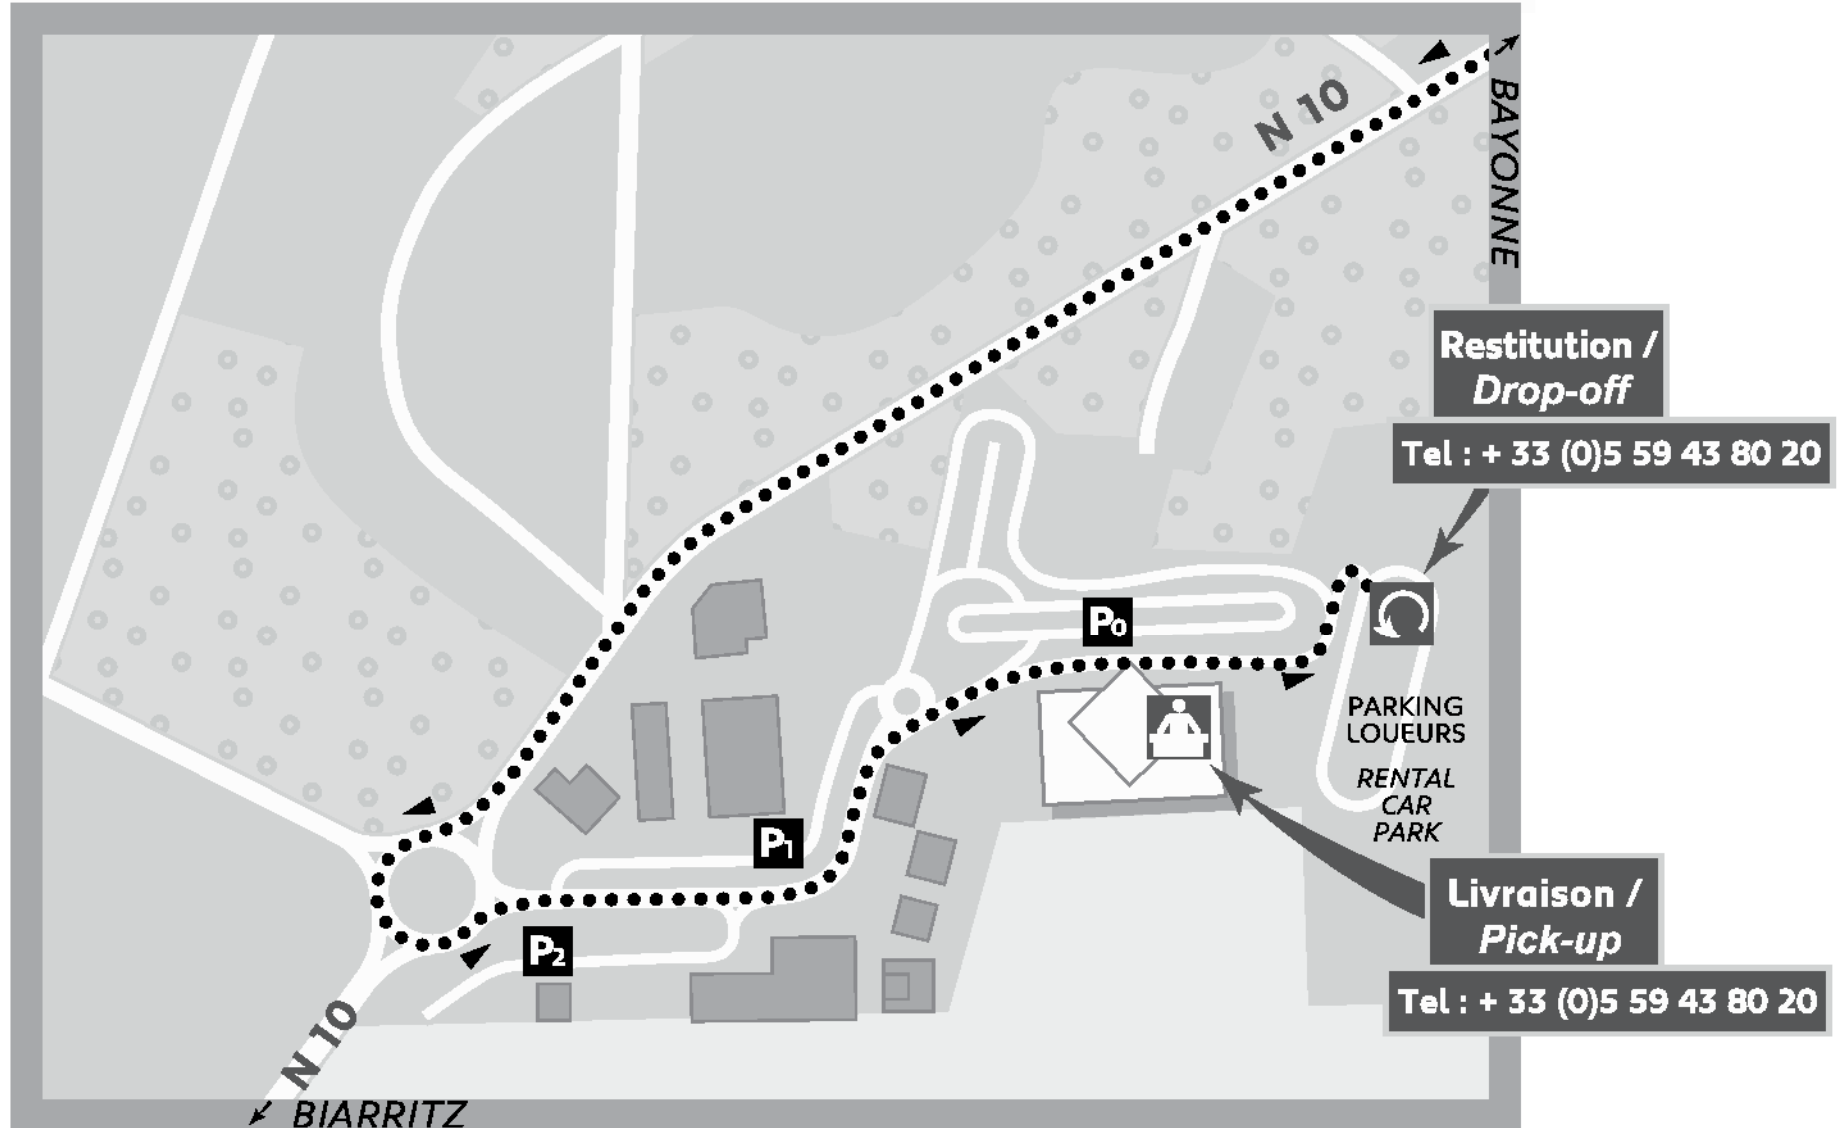 N 10
BAYONNE
Restitution /
Drop-off
Tel : + 33 (0)5 59 43 80 20
P0
PARKING
LOUEURS
RENTAL
CAR
PARK
P1
Livraison /
Pick-up
Tel : + 33 (0)5 59 43 80 20
P2
N 10
BIARRITZ